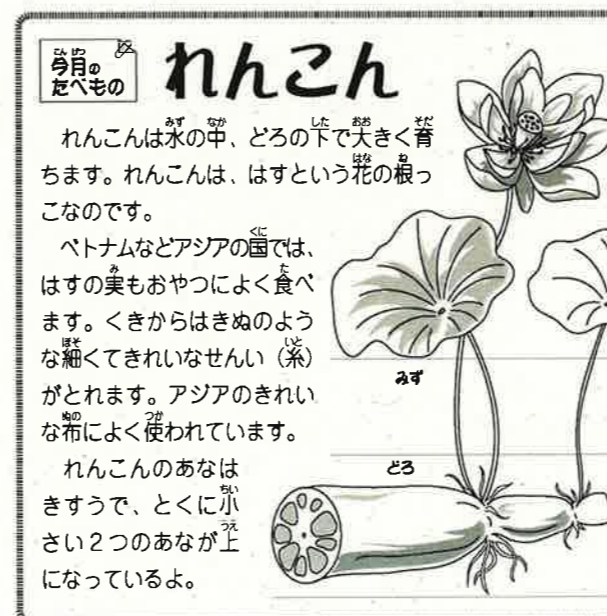 今月の
たべもの
れんこん
れんこんは水の中、どろの下で大きく育
ちます。れんこんは、はすという花の根っ
こなのです。
ベトナムなどアジアの国では、
はすの実もおやつによく食べ
ます。くきからはきぬのよう
な細くてきれいなせんい（糸）
がとれます。アジアのきれい
な布によく使われています。
れんこんのあなは
きすうで、とくに小
さい2つのあなが上
になっているよ。
みず
どろ